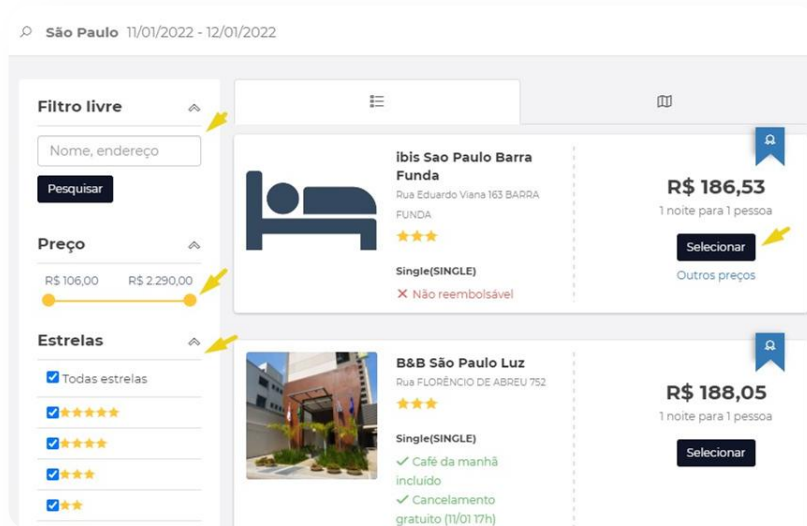 São Paulo 11/01/2022 - 12/01/2022
Filtro livre
Nome, endereço
Pesquisar
Preço
R$ 106,00 R$ 2.290,00
Estrelas
Todas estrelas
ibis Sao Paulo Barra
Funda
Rua Eduardo Viana 163 BARRA
FUNDA
Single(SINGLE)
Não reembolsável
R$ 186,53
1 noite para 1 pessoa
Selecionar
Outros preços
B&B São Paulo Luz
Rua FLORÊNCIO DE ABREU 752
Single(SINGLE)
Café da manhã
incluído
Cancelamento
gratuito (11/01 17h)
R$ 188,05
1 noite para 1 pessoa
Selecionar